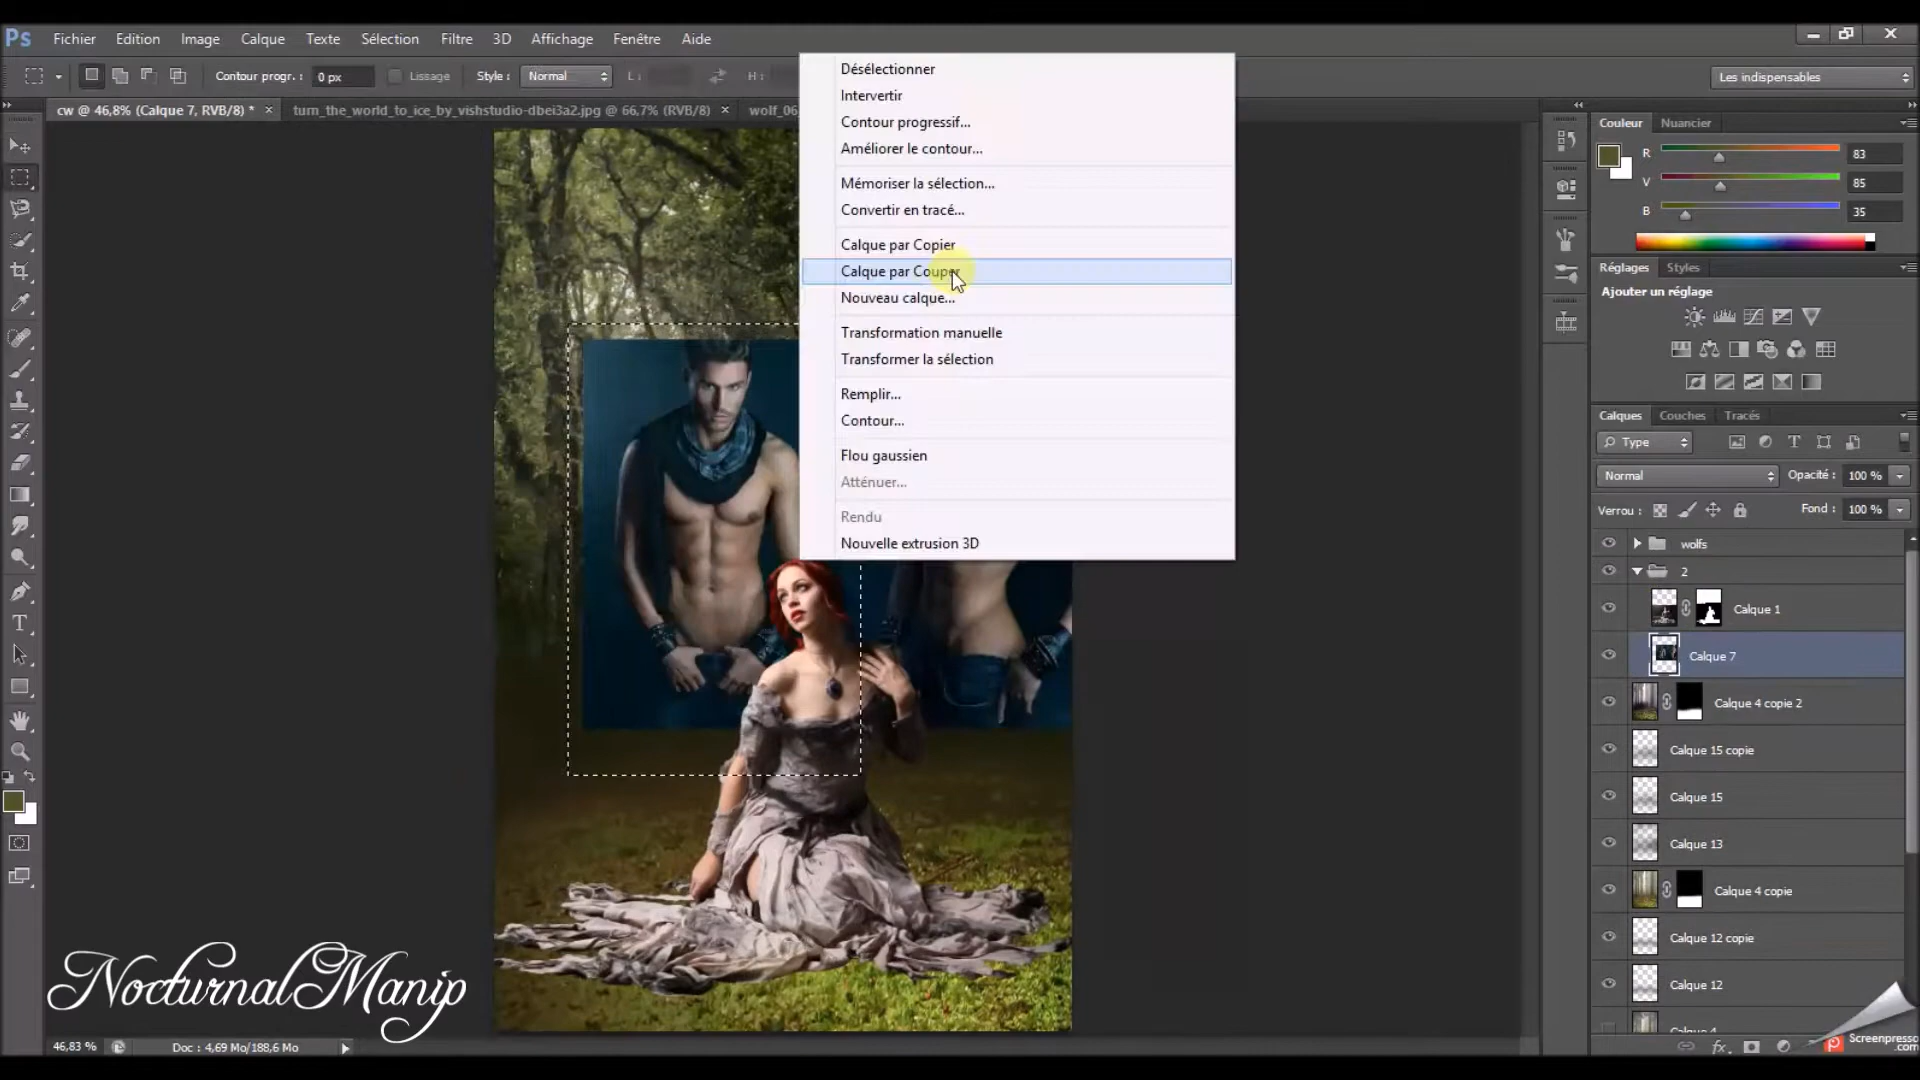 Ps Fichier Edition Image Calque Texte Sélection Filtre 3D Affichage Fenêtre Aide
Contour progr. : 0 px Lissage Style : Normal L : H :
Les indispensables
cw @ 46,8% (Calque 7, RVB/8) * × turn_the_world_to_ice_by_vishstudio-dbei3a2.jpg @ 66,7% (RVB/8) × wolf_06
Désélectionner
Intervertir
Contour progressif...
Améliorer le contour...
Mémoriser la sélection...
Convertir en tracé...
Calque par Copier
Calque par Couper
Nouveau calque...
Transformation manuelle
Transformer la sélection
Remplir...
Contour...
Flou gaussien
Atténuer...
Rendu
Nouvelle extrusion 3D
Couleur Nuancier
R 83
V 85
B 35
Réglages Styles
Ajouter un réglage
Calques Couches Tracés
Type
Normal Opacité : 100 %
Verrou : Fond : 100 %
wolfs
2
Calque 1
Calque 7
Calque 4 copie 2
Calque 15 copie
Calque 15
Calque 13
Calque 4 copie
Calque 12 copie
Calque 12
Calque 4
NocturnalManip
46,83 % Doc : 4,69 Mo/188,6 Mo
fx
Screenpresso
.com